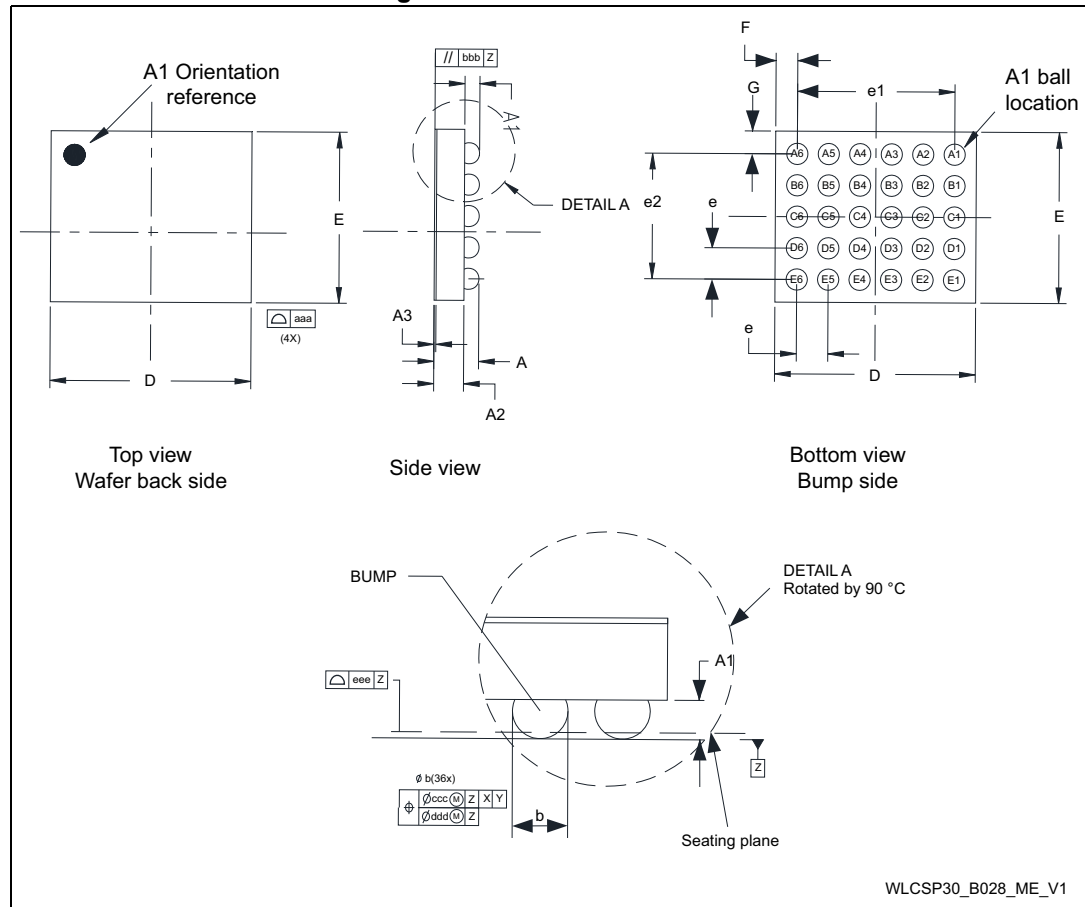 A1 Orientation
reference
E
aaa
(4X)
D
Top view
Wafer back side
// bbb Z
A1
DETAIL A
A3
A
A2
Side view
F
G
e1
A1 ball
location
e2
e
e
E
D
A6 A5 A4 A3 A2 A1
B6 B5 B4 B3 B2 B1
C6 C5 C4 C3 C2 C1
D6 D5 D4 D3 D2 D1
E6 E5 E4 E3 E2 E1
Bottom view
Bump side
BUMP
DETAIL A
Rotated by 90 °C
A1
eee Z
Z
ø b(36x)
Øccc Ⓜ Z X Y
Øddd Ⓜ Z
b
Seating plane
WLCSP30_B028_ME_V1